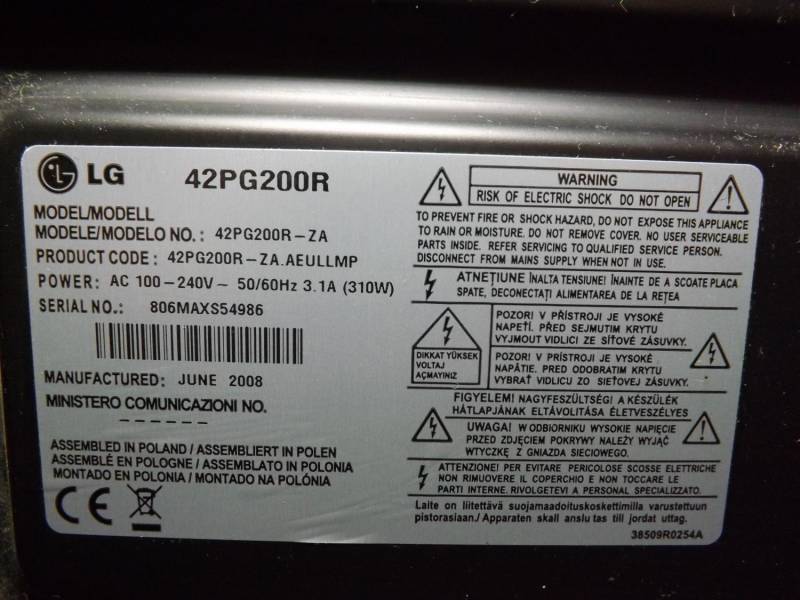 LG 42PG200R
MODEL/MODELL
MODELE/MODELO NO.: 42PG200R-ZA
PRODUCT CODE: 42PG200R-ZA.AEULLMP
POWER: AC 100-240V~ 50/60Hz 3.1A (310W)
SERIAL NO.: 806MAXS54986
MANUFACTURED: JUNE 2008
MINISTERO COMUNICAZIONI NO.
- - - - - -
ASSEMBLED IN POLAND / ASSEMBLIERT IN POLEN
ASSEMBLÉ EN POLOGNE / ASSEMBLATO IN POLONIA
MONTADO EN POLONIA / MONTADO NA POLÓNIA
CE
WARNING
RISK OF ELECTRIC SHOCK DO NOT OPEN
TO PREVENT FIRE OR SHOCK HAZARD, DO NOT EXPOSE THIS APPLIANCE
TO RAIN OR MOISTURE. DO NOT REMOVE COVER. NO USER SERVICEABLE
PARTS INSIDE. REFER SERVICING TO QUALIFIED SERVICE PERSON.
DISCONNECT FROM MAINS SUPPLY WHEN NOT IN USE.
ATNEȚIUNE ÎNALTA TENSIUNE! ÎNAINTE DE A SCOATE PLACA
SPATE, DECONECTAȚI ALIMENTAREA DE LA REȚEA
DIKKAT YÜKSEK
VOLTAJ
AÇMAYINIZ
POZOR! V PŘÍSTROJI JE VYSOKÉ
NAPETÍ. PŘED SEJMUTIM KRYTU
VYJMOUT VIDLICI ZE SÍŤOVÉ ZÁSUVKY.
POZOR! V PRÍSTROJI JE VYSOKÉ
NAPÁTIE. PRED ODOBRATIM KRYTU
VYBRAŤ VIDLICU ZO SIEŤOVEJ ZÁSUVKY.
FIGYELEM! NAGYFESZÜLTSÉG! A KÉSZÜLÉK
HÁTLAPJÁNAK ELTÁVOLÍTÁSA ÉLETVESZÉLYES
UWAGA! W ODBIORNIKU WYSOKIE NAPIĘCIE
PRZED ZDJĘCIEM POKRYWY NALEŻY WYJĄĆ
WTYCZKĘ Z GNIAZDA SIECIOWEGO.
ATTENZIONE! PER EVITARE PERICOLOSE SCOSSE ELETTRICHE
NON RIMUOVERE IL COPERCHIO E NON TOCCARE LE
PARTI INTERNE. RIVOLGETEVI A PERSONAL SPECIALIZZATO.
Laite on liitettävä suojamaadoituskoskettimilla varustettuun
pistorasiaan./ Apparaten skall anslutas till jordat uttag.
38509R0254A